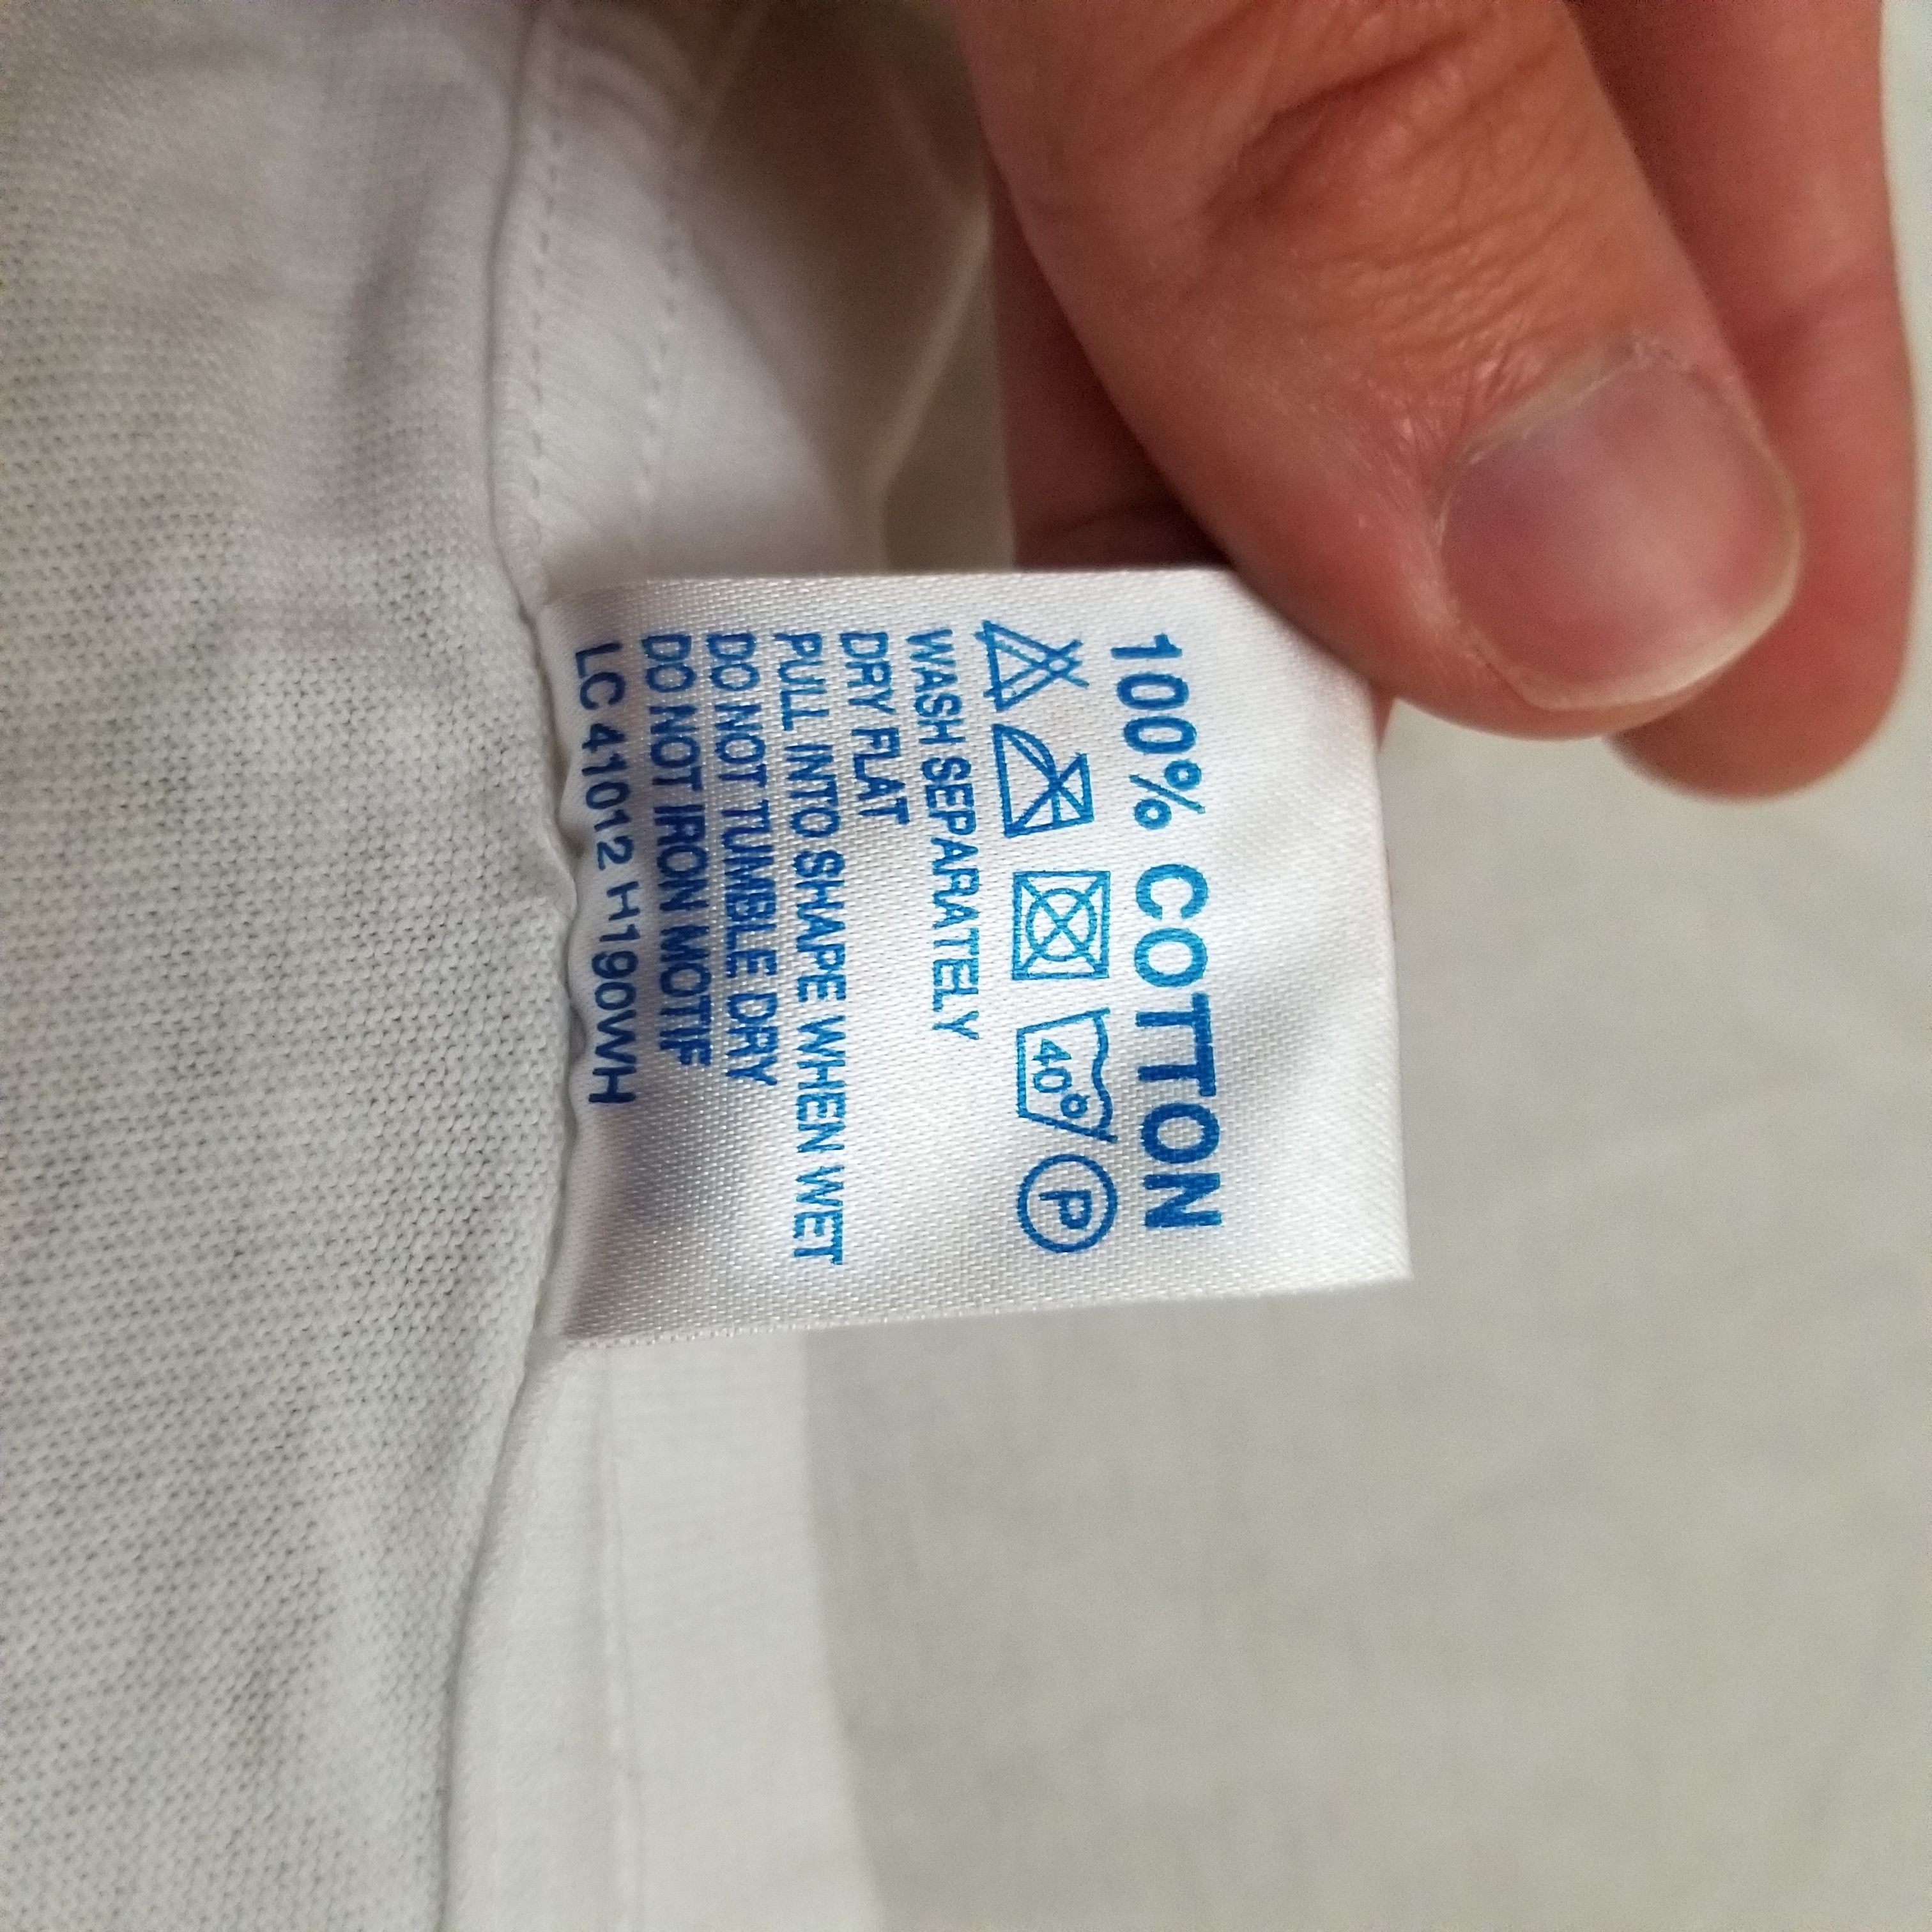 100% COTTON
40° P
WASH SEPARATELY
DRY FLAT
PULL INTO SHAPE WHEN WET
DO NOT TUMBLE DRY
DO NOT IRON MOTIF
LC 41012 H190WH